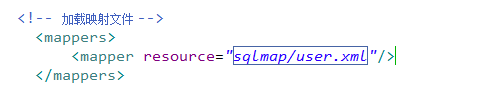 <!-- 加载映射文件 -->
<mappers>
<mapper resource="sqlmap/user.xml"/>
</mappers>